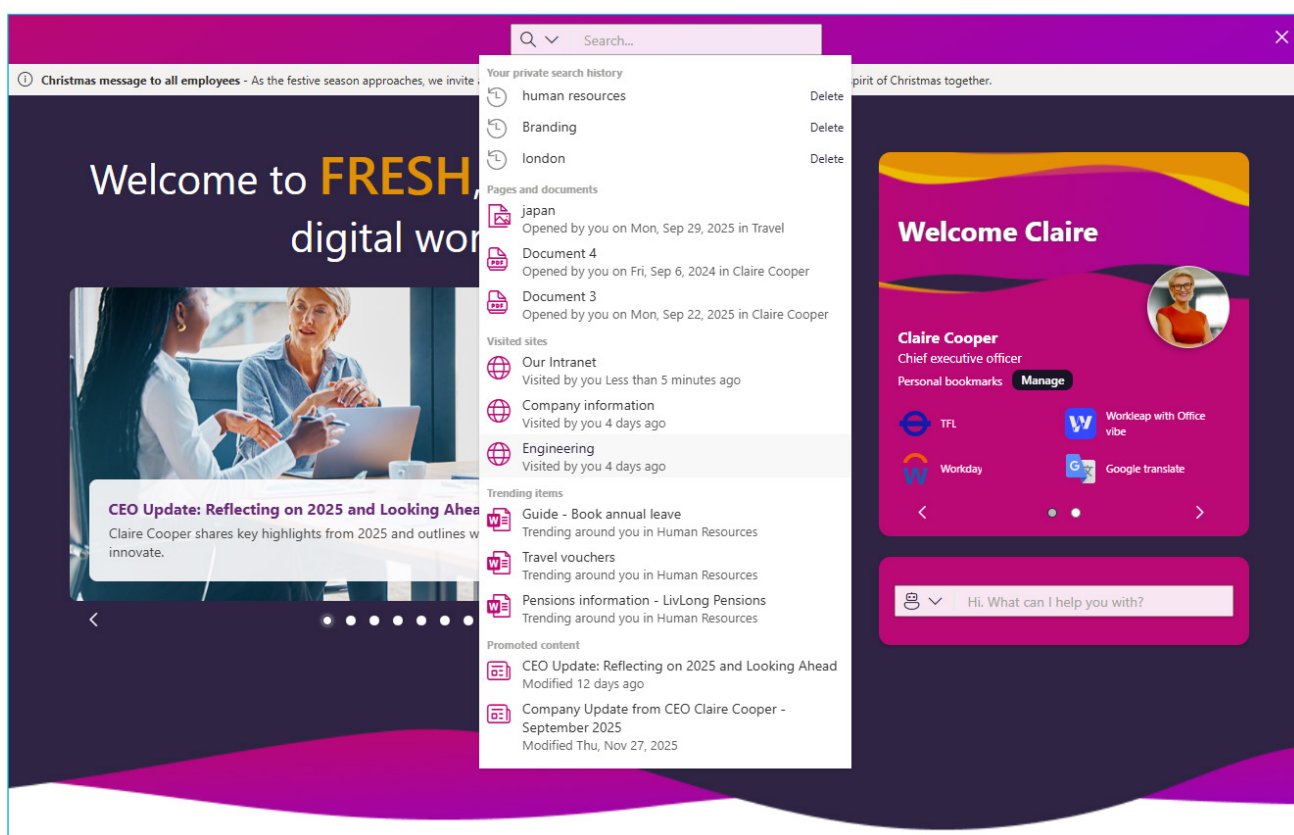 Search...
Christmas message to all employees - As the festive season approaches, we invite
pirit of Christmas together.
Your private search history
human resources Delete
Branding Delete
london Delete
Pages and documents
japan
Opened by you on Mon, Sep 29, 2025 in Travel
Document 4
Opened by you on Fri, Sep 6, 2024 in Claire Cooper
Document 3
Opened by you on Mon, Sep 22, 2025 in Claire Cooper
Visited sites
Our Intranet
Visited by you Less than 5 minutes ago
Company information
Visited by you 4 days ago
Engineering
Visited by you 4 days ago
Trending items
Guide - Book annual leave
Trending around you in Human Resources
Travel vouchers
Trending around you in Human Resources
Pensions information - LivLong Pensions
Trending around you in Human Resources
Promoted content
CEO Update: Reflecting on 2025 and Looking Ahead
Modified 12 days ago
Company Update from CEO Claire Cooper -
September 2025
Modified Thu, Nov 27, 2025
Welcome to FRESH,
digital wor
CEO Update: Reflecting on 2025 and Looking Ahea
Claire Cooper shares key highlights from 2025 and outlines w
innovate.
Welcome Claire
Claire Cooper
Chief executive officer
Personal bookmarks Manage
TFL
Workleap with Office
vibe
Workday
Google translate
Hi. What can I help you with?